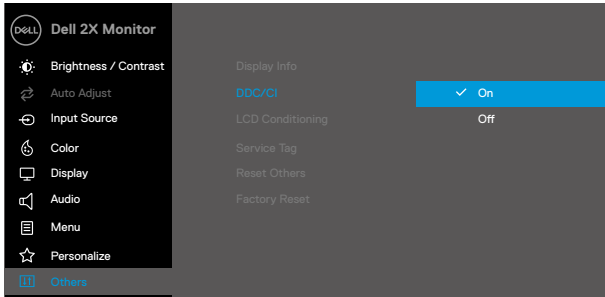 DELL
Dell 2X Monitor
Brightness / Contrast
Auto Adjust
Input Source
Color
Display
Audio
Menu
Personalize
Others
Display Info
DDC/CI
LCD Conditioning
Service Tag
Reset Others
Factory Reset
On
Off